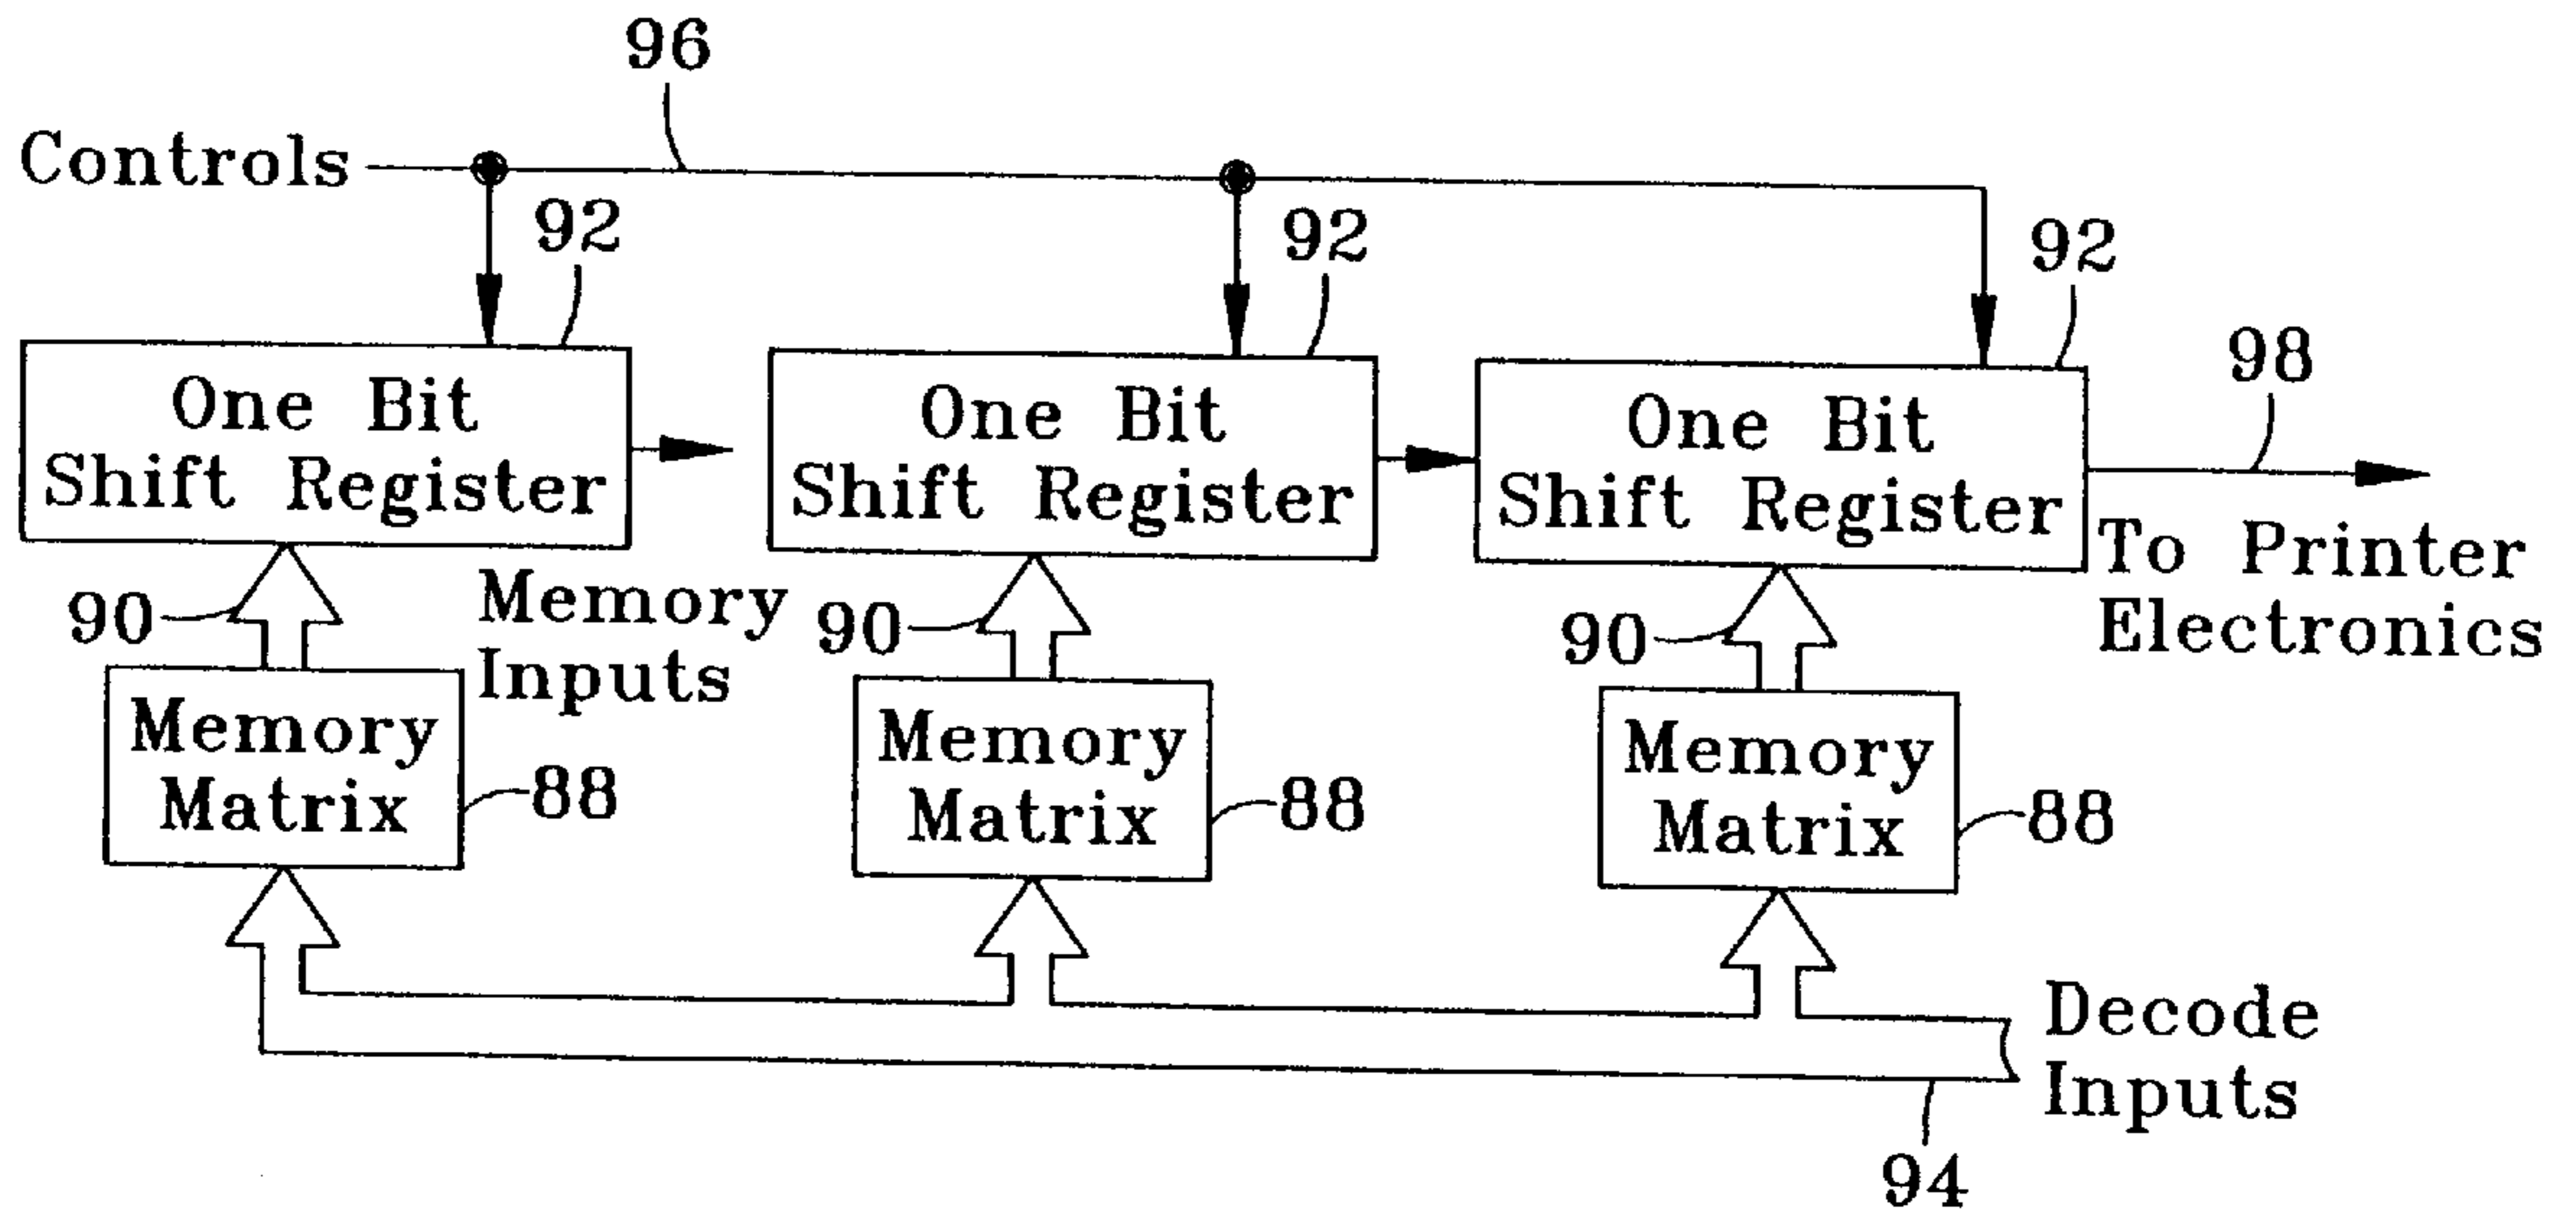 96
Controls
92
92
92
98
One Bit
Shift Register
One Bit
Shift Register
One Bit
Shift Register
To Printer
Electronics
90
Memory
Inputs
90
90
Memory
Matrix
88
Memory
Matrix
88
Memory
Matrix
88
Decode
Inputs
94